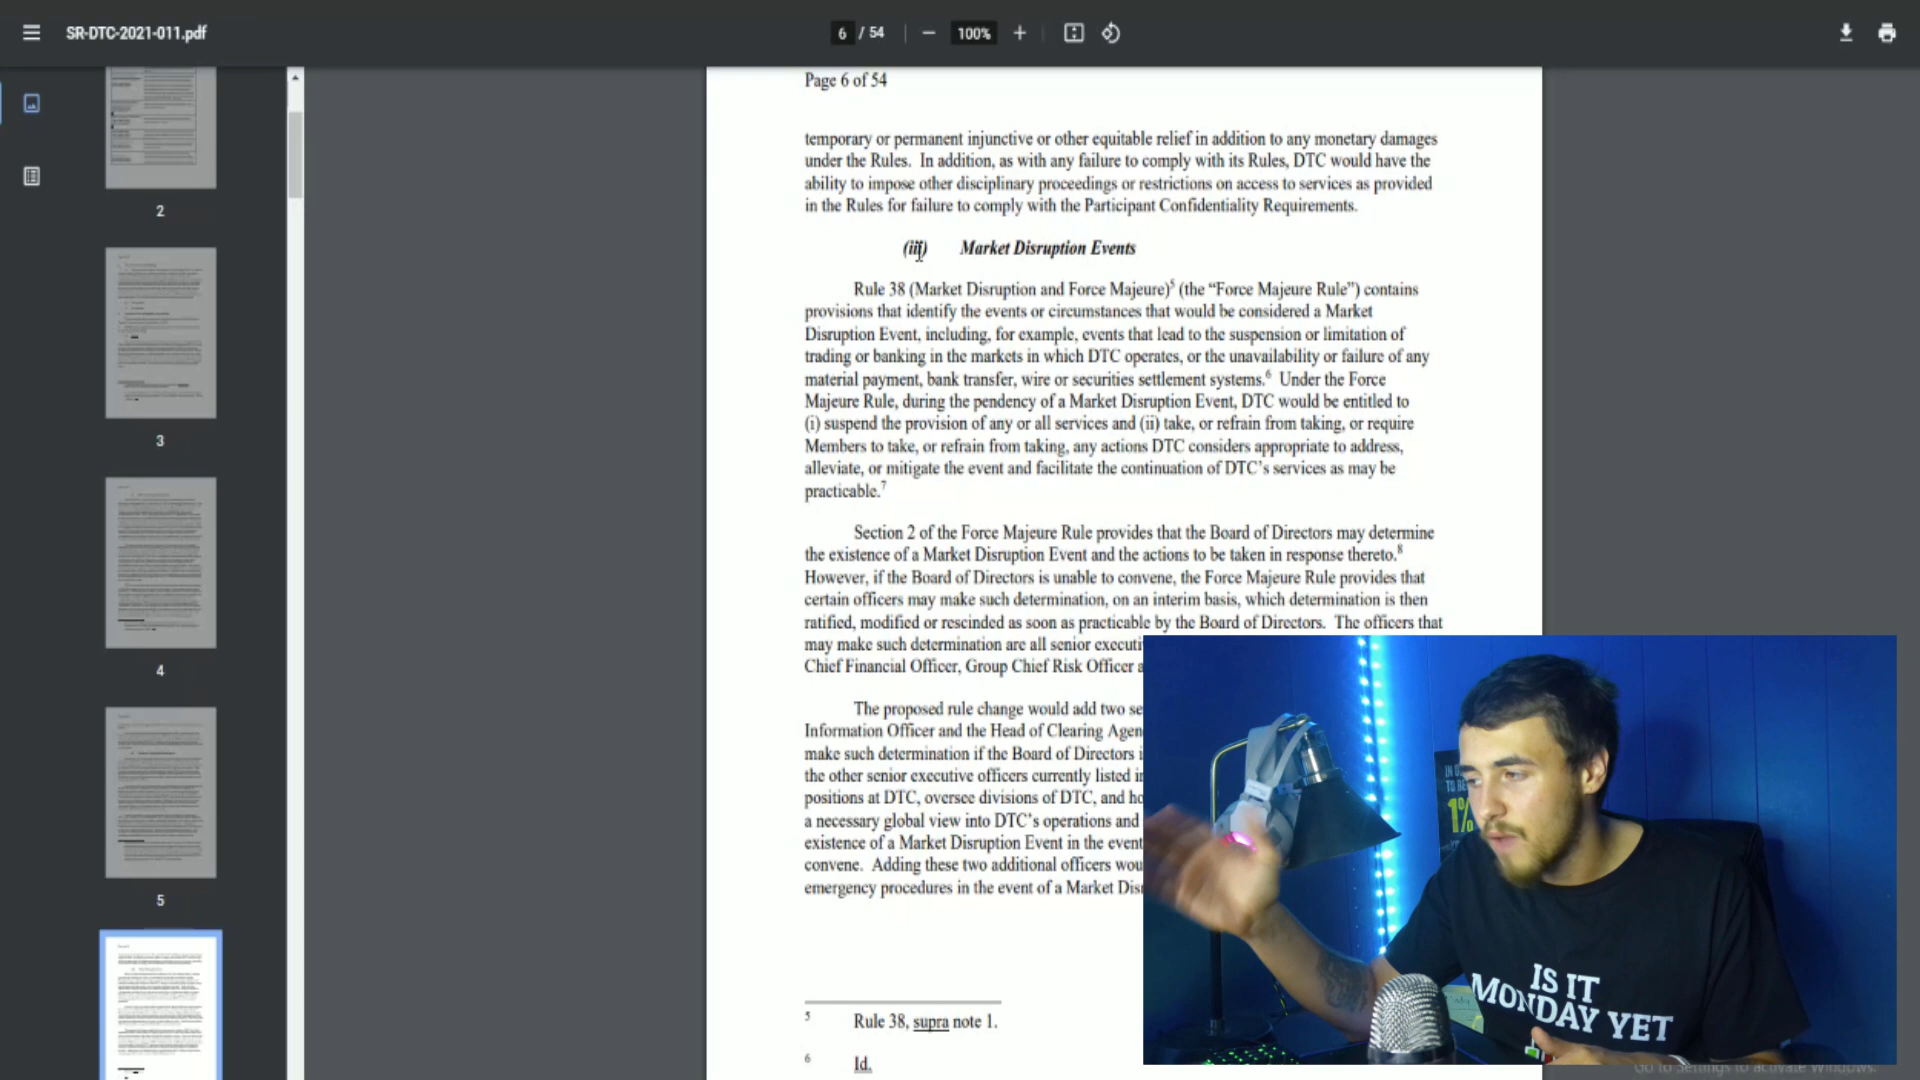 SR-DTC-2021-011.pdf
6 / 54
100%
2
3
4
5
Page 6 of 54
temporary or permanent injunctive or other equitable relief in addition to any monetary damages
under the Rules. In addition, as with any failure to comply with its Rules, DTC would have the
ability to impose other disciplinary proceedings or restrictions on access to services as provided
in the Rules for failure to comply with the Participant Confidentiality Requirements.
(iii) Market Disruption Events
Rule 38 (Market Disruption and Force Majeure)5 (the “Force Majeure Rule”) contains
provisions that identify the events or circumstances that would be considered a Market
Disruption Event, including, for example, events that lead to the suspension or limitation of
trading or banking in the markets in which DTC operates, or the unavailability or failure of any
material payment, bank transfer, wire or securities settlement systems.6 Under the Force
Majeure Rule, during the pendency of a Market Disruption Event, DTC would be entitled to
(i) suspend the provision of any or all services and (ii) take, or refrain from taking, or require
Members to take, or refrain from taking, any actions DTC considers appropriate to address,
alleviate, or mitigate the event and facilitate the continuation of DTC’s services as may be
practicable.7
Section 2 of the Force Majeure Rule provides that the Board of Directors may determine
the existence of a Market Disruption Event and the actions to be taken in response thereto.8
However, if the Board of Directors is unable to convene, the Force Majeure Rule provides that
certain officers may make such determination, on an interim basis, which determination is then
ratified, modified or rescinded as soon as practicable by the Board of Directors. The officers that
may make such determination are all senior executi
Chief Financial Officer, Group Chief Risk Officer a
The proposed rule change would add two se
Information Officer and the Head of Clearing Agen
make such determination if the Board of Directors i
the other senior executive officers currently listed i
positions at DTC, oversee divisions of DTC, and ho
a necessary global view into DTC’s operations and
existence of a Market Disruption Event in the event
convene. Adding these two additional officers wou
emergency procedures in the event of a Market Dis
5 Rule 38, supra note 1.
6 Id.
1%
IS IT
MONDAY YET
Go to Settings to activate Windows.